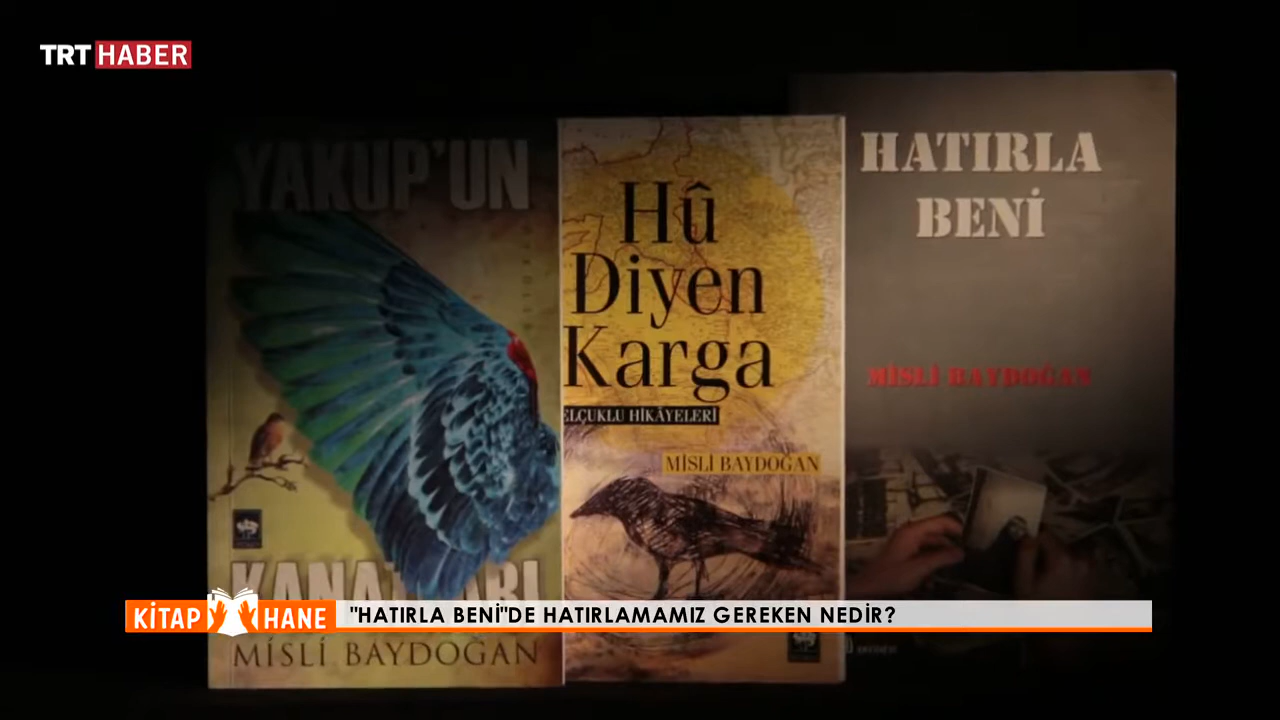 TRT HABER
YAKUP'UN
KANATLARI
MİSLİ BAYDOĞAN
Hû
Diyen
Karga
ELÇUKLU HİKÂYELERİ
MİSLİ BAYDOĞAN
HATIRLA
BENİ
MİSLİ BAYDOĞAN
KİTAP HANE
"HATIRLA BENİ"DE HATIRLAMAMIZ GEREKEN NEDİR?